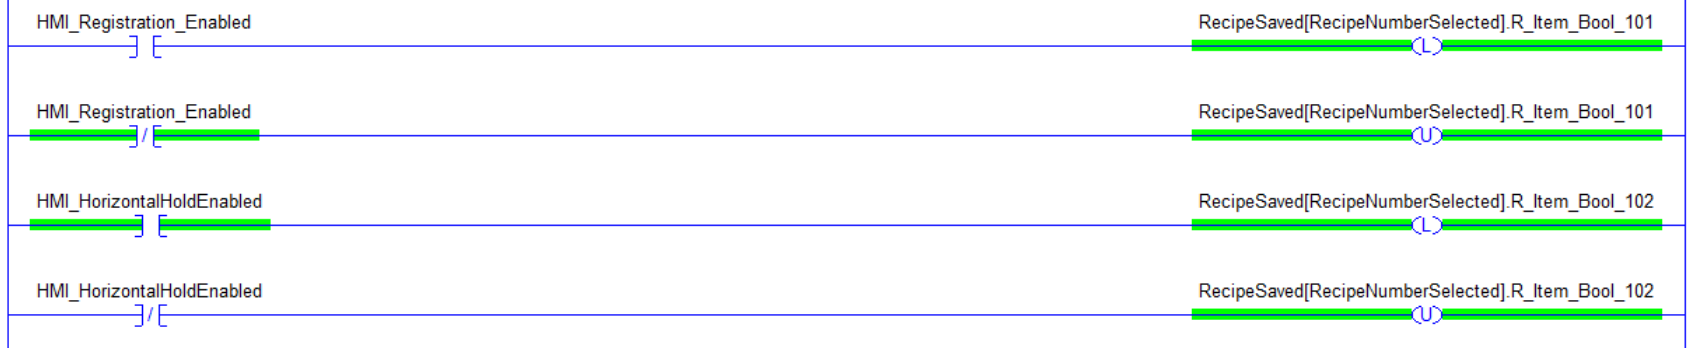 HMI_Registration_Enabled RecipeSaved[RecipeNumberSelected].R_Item_Bool_101
L
HMI_Registration_Enabled RecipeSaved[RecipeNumberSelected].R_Item_Bool_101
/ U
HMI_HorizontalHoldEnabled RecipeSaved[RecipeNumberSelected].R_Item_Bool_102
L
HMI_HorizontalHoldEnabled RecipeSaved[RecipeNumberSelected].R_Item_Bool_102
/ U